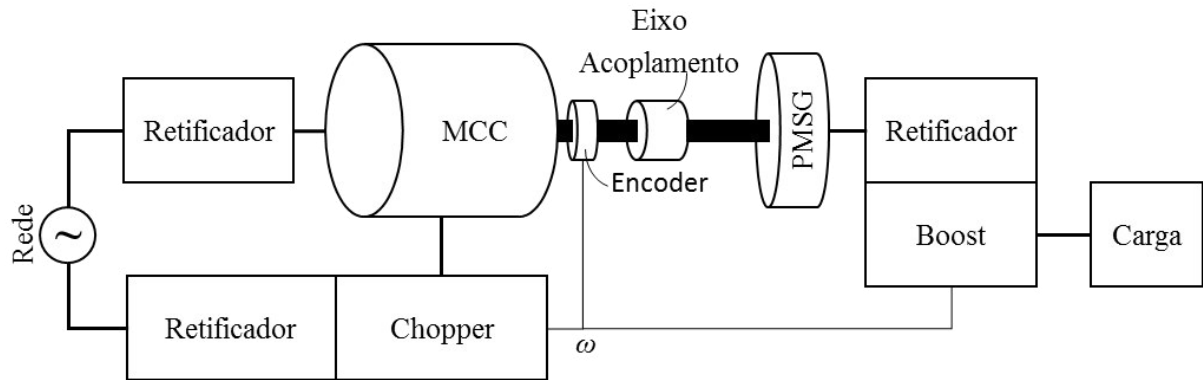 Eixo
Acoplamento
Retificador
MCC
PMSG
Retificador
Encoder
Rede
~
Boost
Carga
Retificador
Chopper
ω